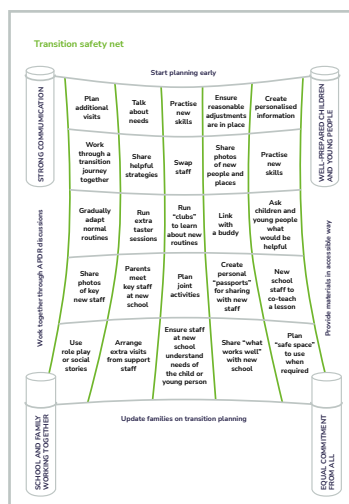 Transition safety net
Start planning early
STRONG COMMUNICATION
WELL-PREPARED CHILDREN
AND YOUNG PEOPLE
Plan
additional
visits
Talk
about
needs
Practise
new
skills
Ensure
reasonable
adjustments
are in place
Create
personalised
information
Work
through a
transition
journey
together
Share
helpful
strategies
Swap
staff
Share
photos
of new
people and
places
Practise
new
skills
Gradually
adapt
normal
routines
Run
extra
taster
sessions
Run
“clubs”
to learn
about new
routines
Link
with
a buddy
Ask
children and
young people
what
would be
helpful
Work together through APDR discussions
Provide materials in accessible way
Share
photos of key
new staff
Parents
meet
key staff
at new
school
Plan
joint
activities
Create
personal
“passports”
for sharing
with new
staff
New
school
staff to
co-teach
a lesson
Use
role play
or social
stories
Arrange
extra visits
from support
staff
Ensure staff
at new
school
understand
needs of
the child or
young person
Share “what
works well”
with new
school
Plan
“safe space”
to use
when
required
Update families on transition planning
SCHOOL AND FAMILY
WORKING TOGETHER
EQUAL COMMITMENT
FROM ALL